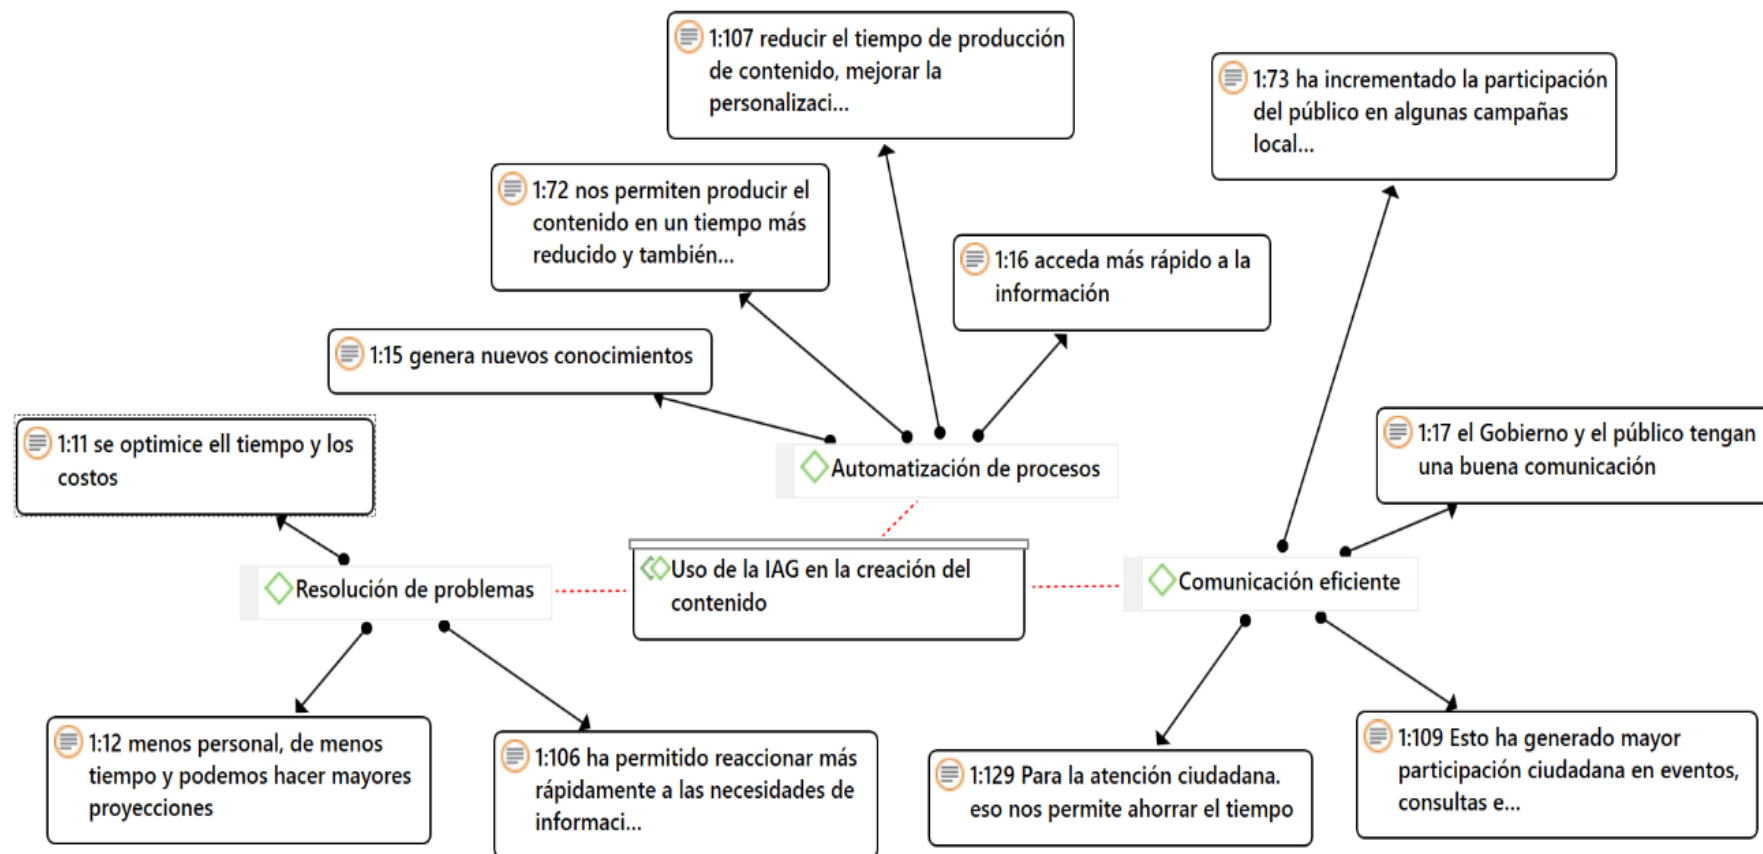 1:107 reducir el tiempo de producción
de contenido, mejorar la
personalizaci...
1:73 ha incrementado la participación
del público en algunas campañas
local...
1:72 nos permiten producir el
contenido en un tiempo más
reducido y también...
1:16 acceda más rápido a la
información
1:15 genera nuevos conocimientos
1:11 se optimice ell tiempo y los
costos
Automatización de procesos
1:17 el Gobierno y el público tengan
una buena comunicación
Resolución de problemas
Uso de la IAG en la creación del
contenido
Comunicación eficiente
1:12 menos personal, de menos
tiempo y podemos hacer mayores
proyecciones
1:106 ha permitido reaccionar más
rápidamente a las necesidades de
informaci...
1:129 Para la atención ciudadana.
eso nos permite ahorrar el tiempo
1:109 Esto ha generado mayor
participación ciudadana en eventos,
consultas e...